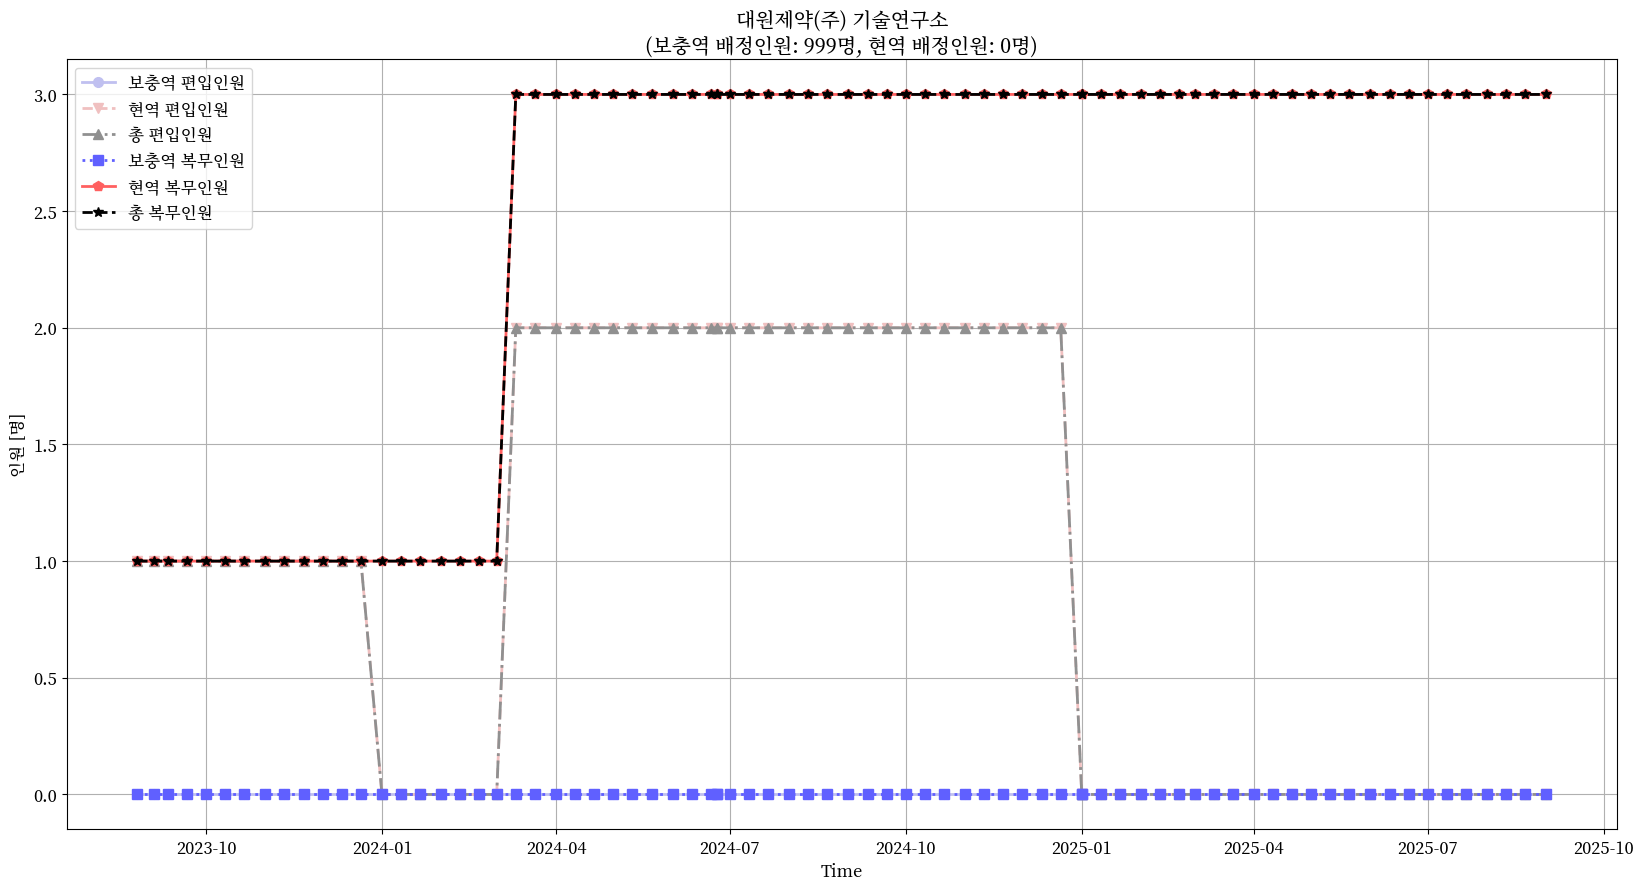 대원제약(주) 기술연구소
(보충역 배정인원: 999명, 현역 배정인원: 0명)
보충역 편입인원
현역 편입인원
총 편입인원
보충역 복무인원
현역 복무인원
총 복무인원
3.0
2.5
2.0
1.5
1.0
0.5
0.0
인원 [명]
2023-10
2024-01
2024-04
2024-07
2024-10
2025-01
2025-04
2025-07
2025-10
Time